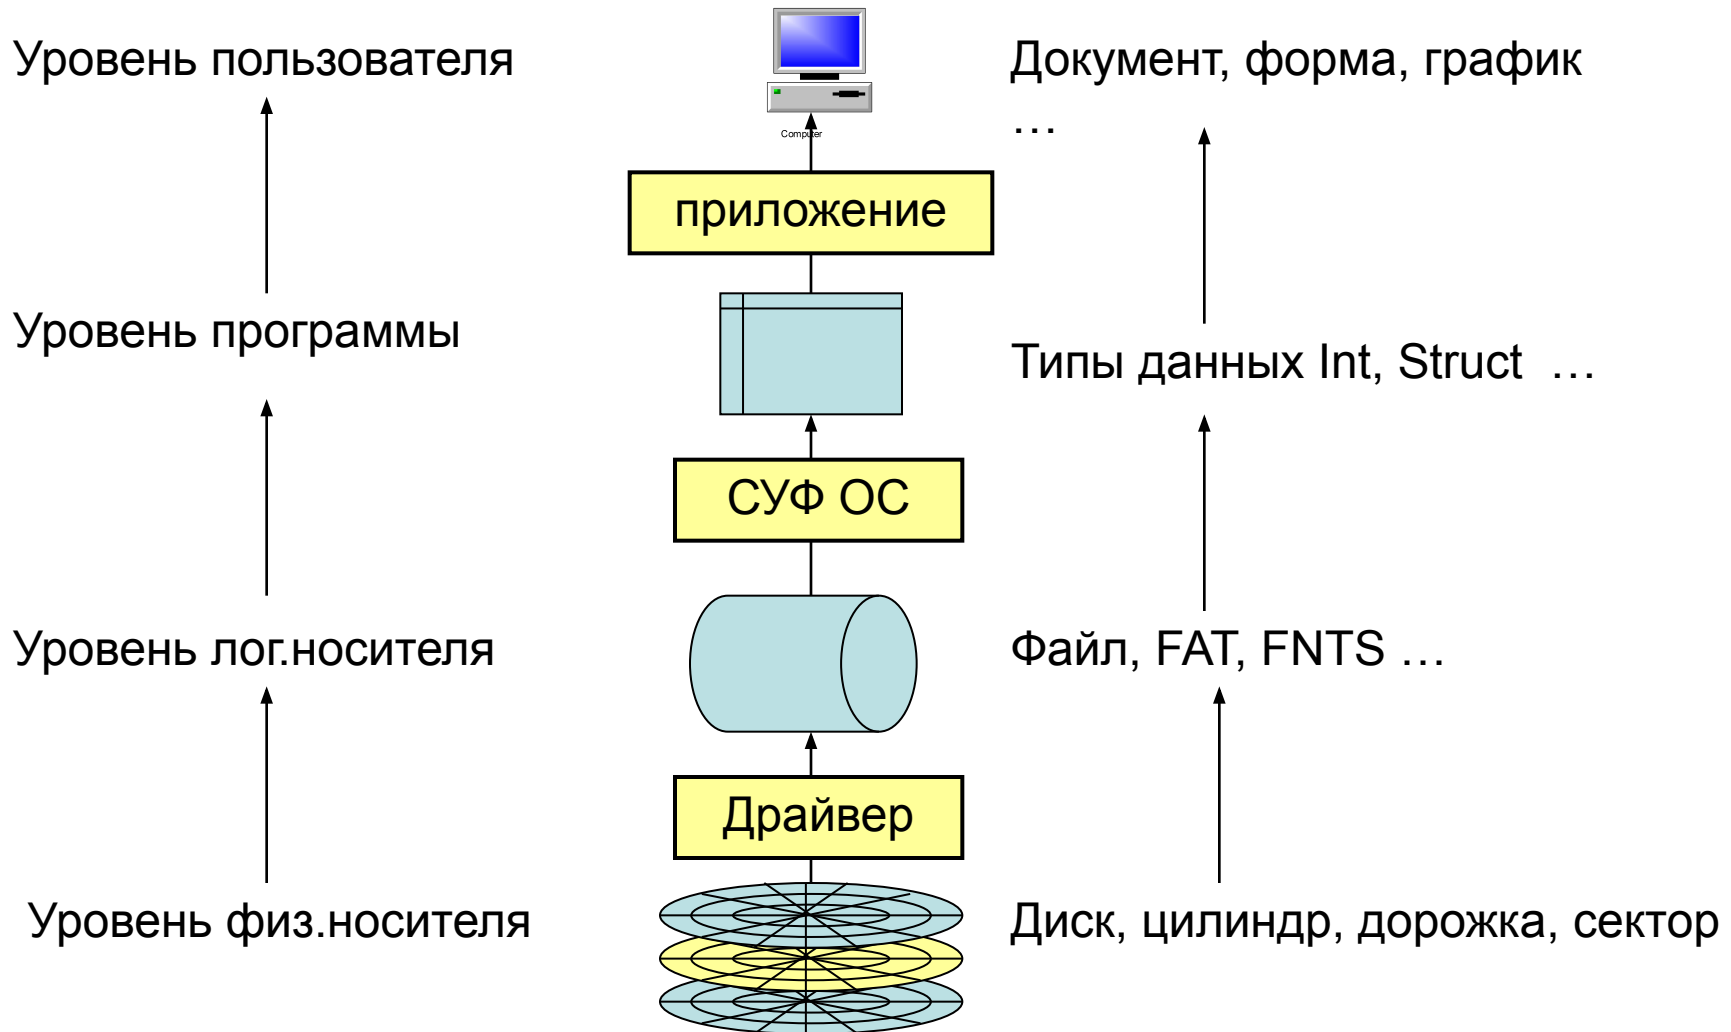 Уровень пользователя
Документ, форма, график
…
Computer
приложение
Уровень программы
Типы данных Int, Struct …
СУФ ОС
Уровень лог.носителя
Файл, FAT, FNTS …
Драйвер
Уровень физ.носителя
Диск, цилиндр, дорожка, сектор